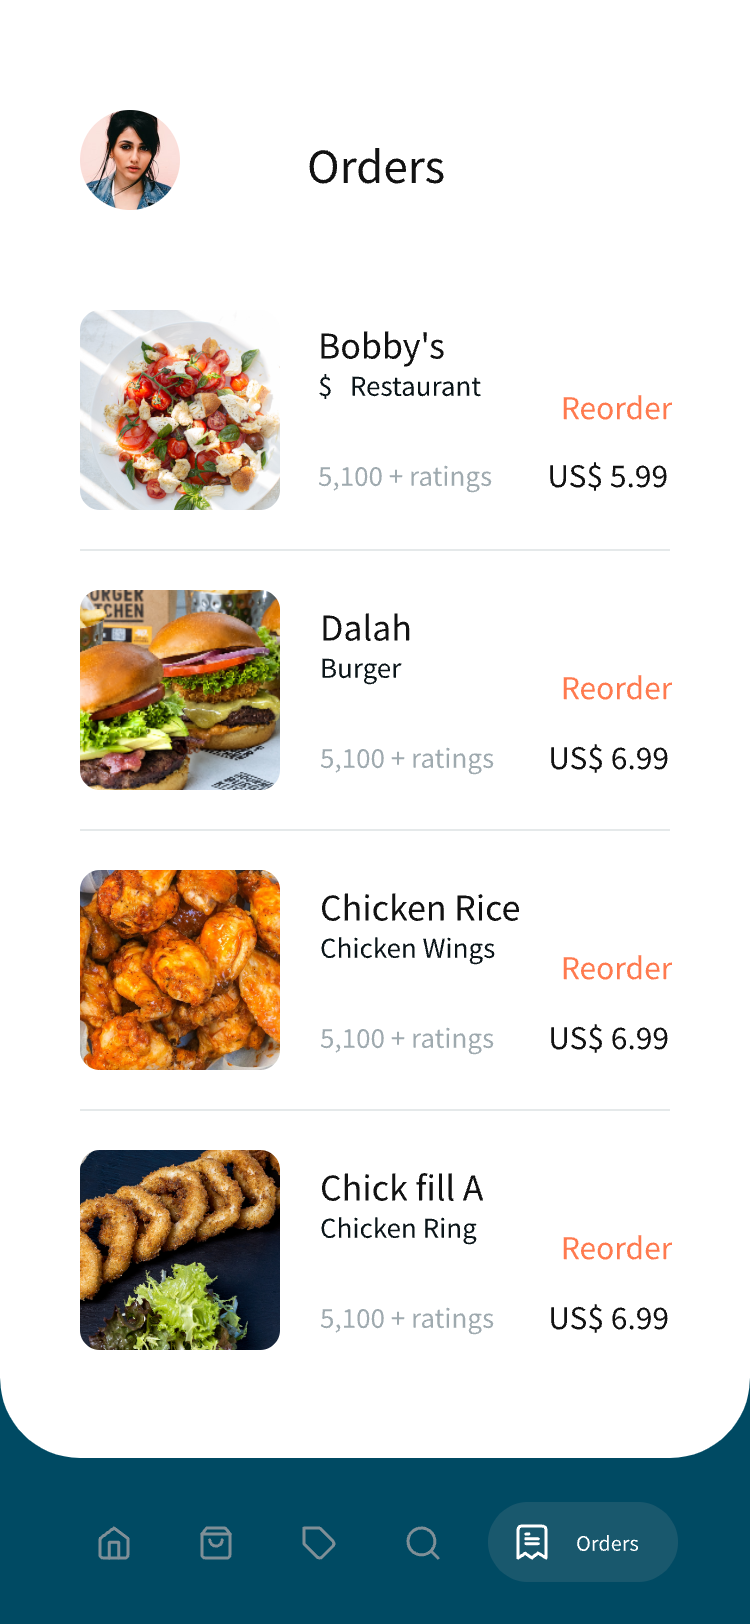 Orders
Bobby's
$ Restaurant
Reorder
5,100 + ratings
US$ 5.99
URGER
TCHEN
Dalah
Burger
Reorder
5,100 + ratings
US$ 6.99
Chicken Rice
Chicken Wings
Reorder
5,100 + ratings
US$ 6.99
Chick fill A
Chicken Ring
Reorder
5,100 + ratings
US$ 6.99
Orders